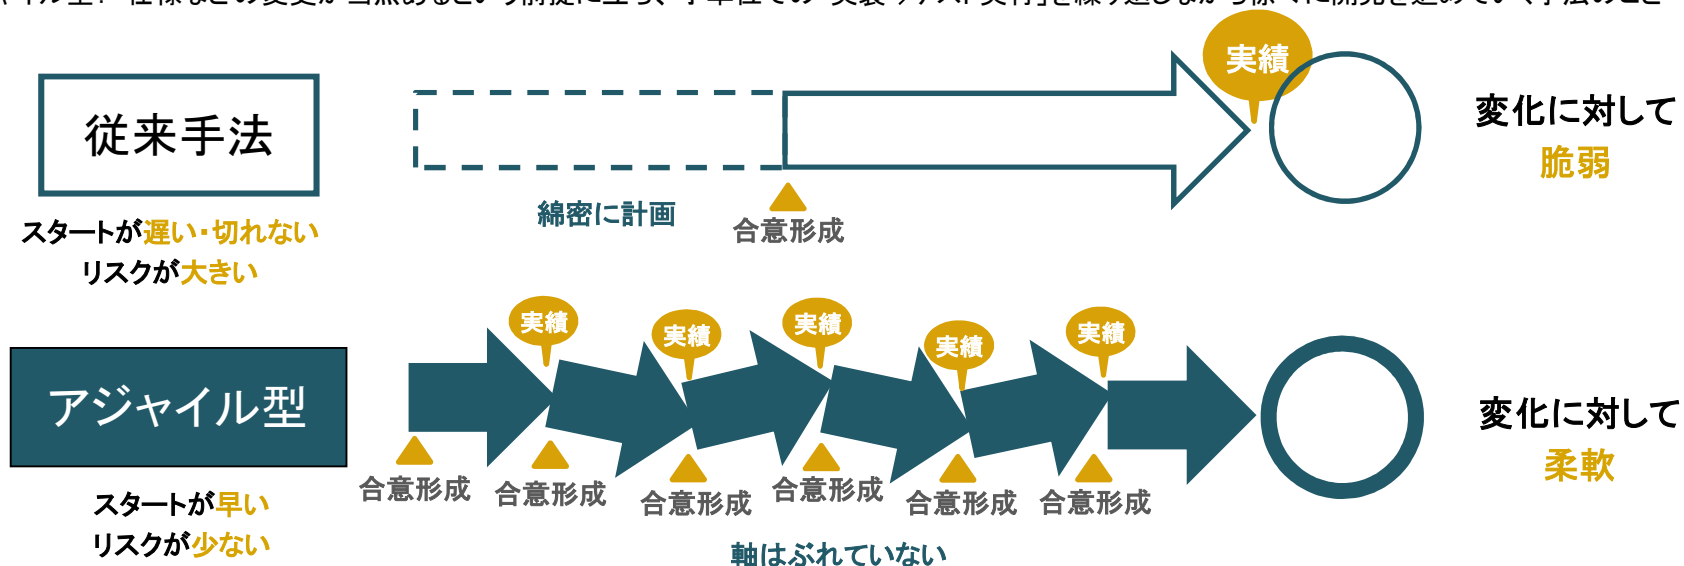 従来手法
スタートが遅い・切れない
リスクが大きい
綿密に計画
合意形成
実績
変化に対して
脆弱
アジャイル型
スタートが早い
リスクが少ない
実績
実績
実績
実績
実績
合意形成
合意形成
合意形成
合意形成
合意形成
合意形成
軸はぶれていない
変化に対して
柔軟